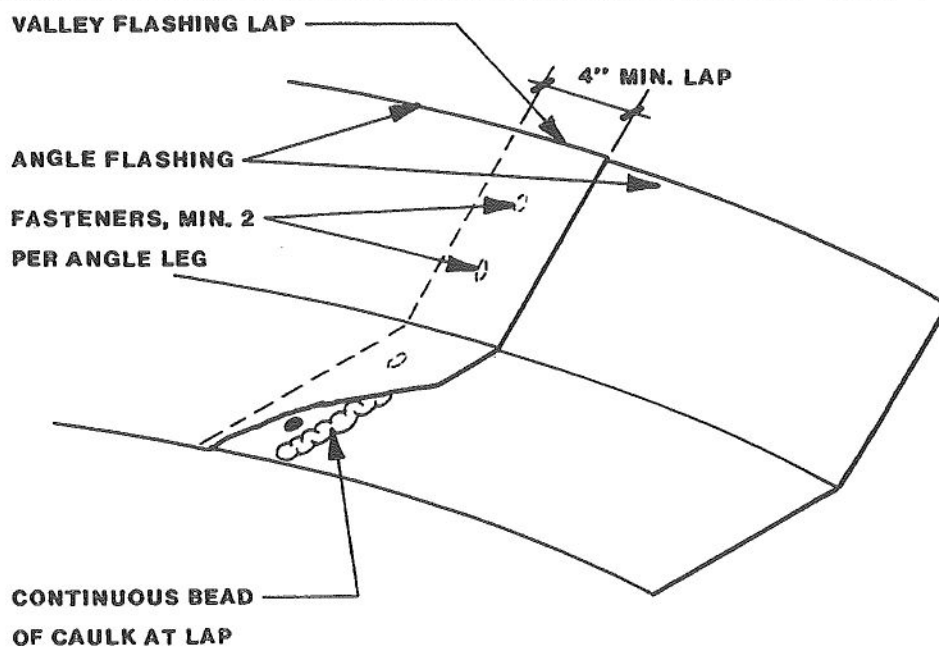 VALLEY FLASHING LAP
4" MIN. LAP
ANGLE FLASHING
FASTENERS, MIN. 2
PER ANGLE LEG
CONTINUOUS BEAD
OF CAULK AT LAP